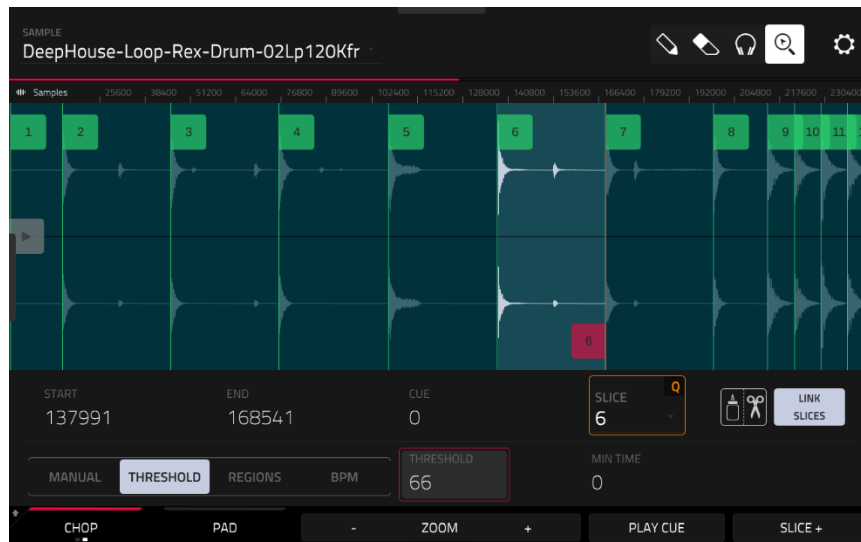 SAMPLE
DeepHouse-Loop-Rex-Drum-02Lp120Kfr
Samples 25600 38400 51200 64000 76800 89600 102400 115200 128000 140800 153600 166400 179200 192000 204800 217600 230400
1 2 3 4 5 6 7 8 9 10 11
6
START END CUE SLICE Q
137991 168541 0 6 LINK SLICES
THRESHOLD MIN TIME
MANUAL THRESHOLD REGIONS BPM 66 0
CHOP PAD - ZOOM + PLAY CUE SLICE +